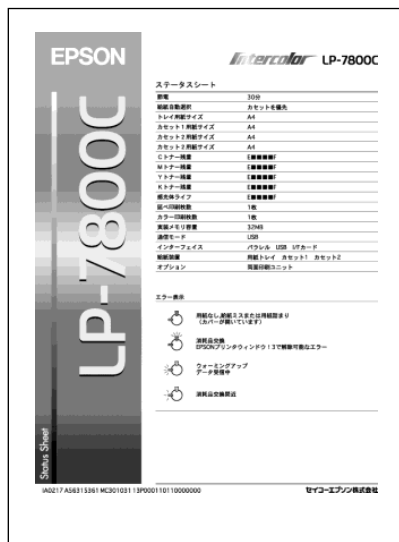 EPSON
Intercolor LP-7800C
LP-7800C
Status Sheet
ステータスシート
節電 30分
給紙自動選択 カセットを優先
トレイ用紙サイズ A4
カセット1用紙サイズ A4
カセット2用紙サイズ A4
カセット2用紙サイズ A4
Cトナー残量 E■■■■F
Mトナー残量 E■■■■F
Yトナー残量 E■■■■F
Kトナー残量 E■■■■F
感光体ライフ E■■■■F
延べ印刷枚数 1枚
カラー印刷枚数 1枚
実装メモリ容量 32MB
通信モード USB
インターフェイス パラレル USB I/Fカード
給紙装置 用紙トレイ カセット1 カセット2
オプション 両面印刷ユニット
エラー表示
用紙なし,給紙ミスまたは用紙詰まり
(カバーが開いています)
消耗品交換
EPSONプリンタウィンドウ!3で解除可能なエラー
ウォーミングアップ
データ受信中
消耗品交換間近
IA0217 A56315361 MC301031 13P000110110000000 セイコーエプソン株式会社